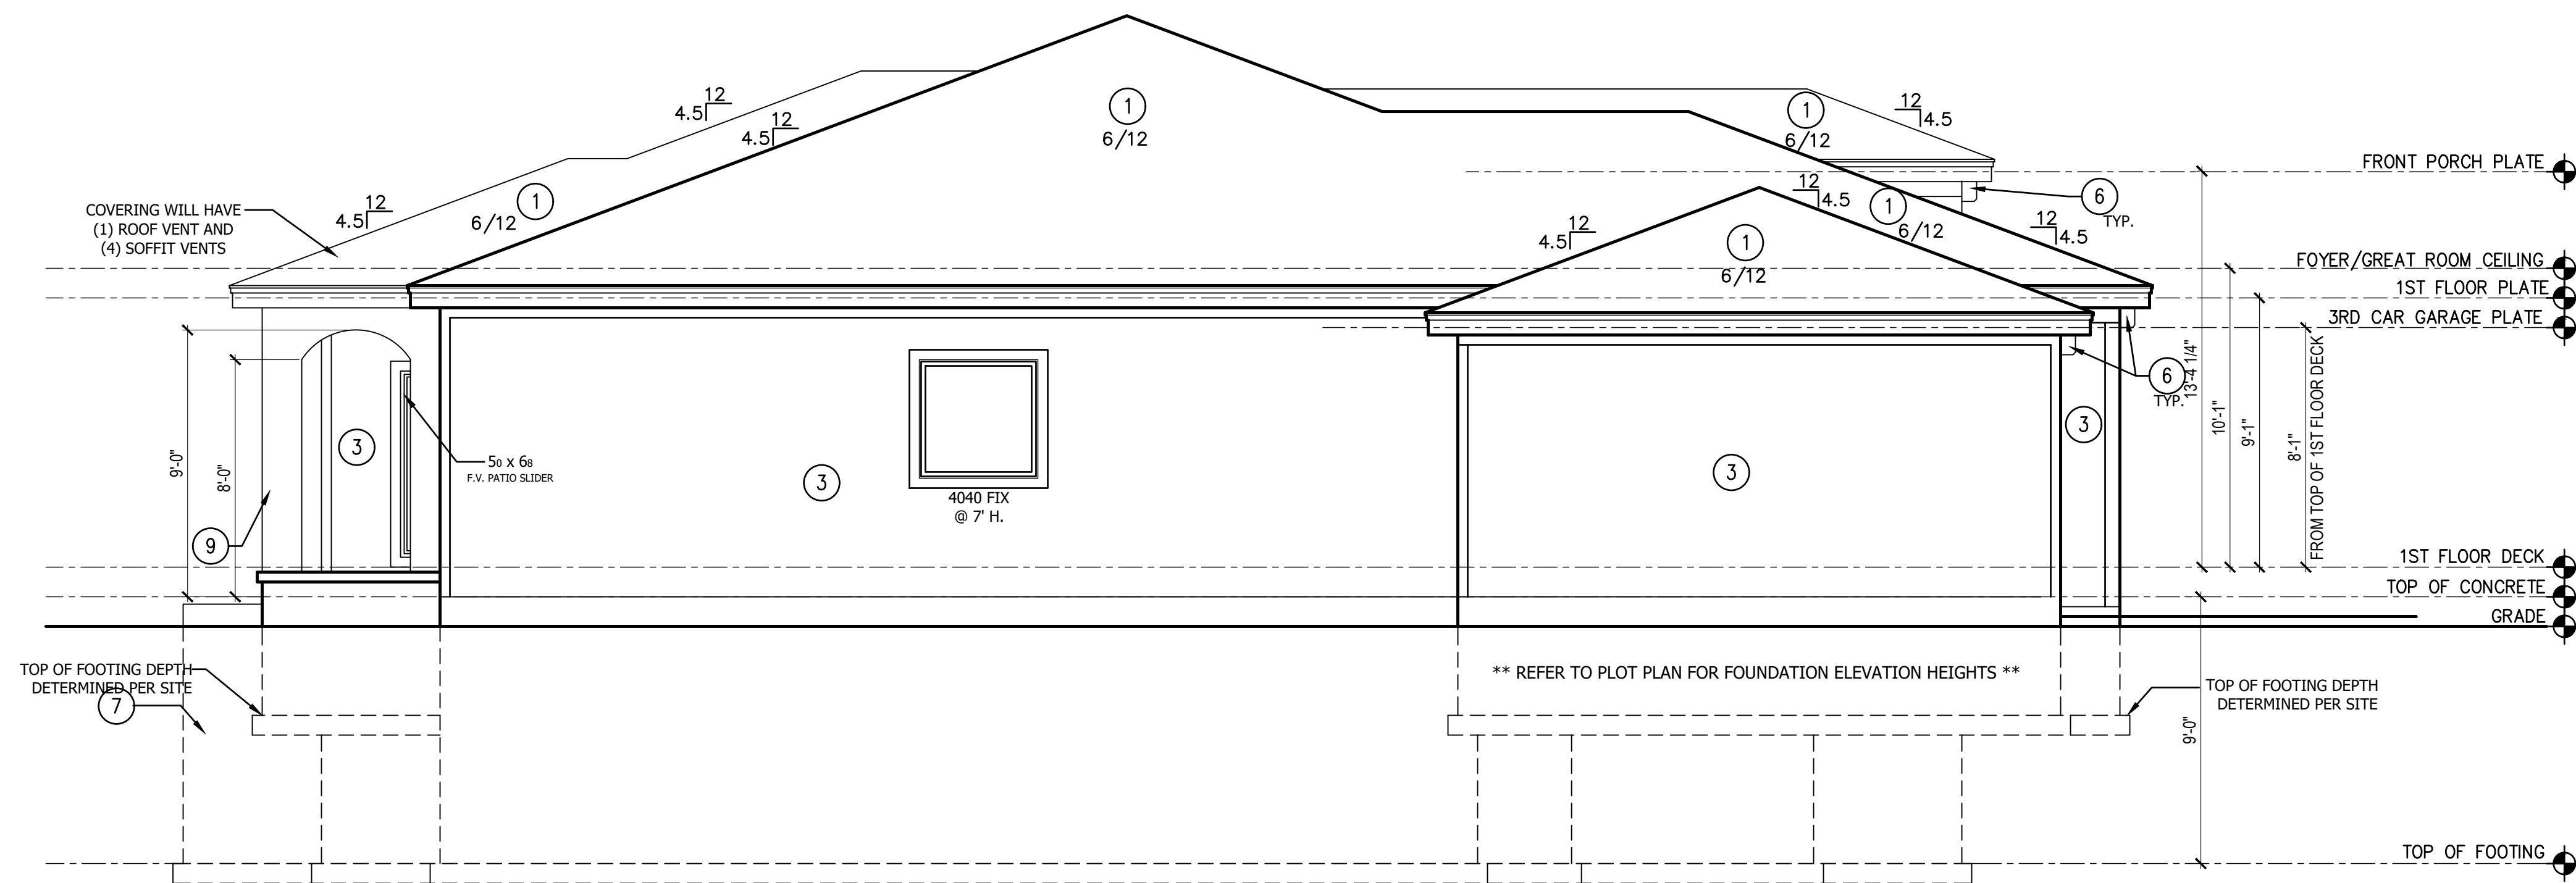 12
4.5
12
4.5
12
4.5
1
6/12
1
6/12
1
6/12
12
4.5
12
4.5
12
4.5
1
6/12
1
6/12
12
4.5
COVERING WILL HAVE
(1) ROOF VENT AND
(4) SOFFIT VENTS
6
TYP.
6
TYP.
FRONT PORCH PLATE
FOYER/GREAT ROOM CEILING
1ST FLOOR PLATE
3RD CAR GARAGE PLATE
13'-4 1/4"
10'-1"
9'-1"
8'-1"
FROM TOP OF 1ST FLOOR DECK
9'-0"
8'-0"
3
50 x 68
F.V. PATIO SLIDER
9
3
4040 FIX
@ 7' H.
3
3
1ST FLOOR DECK
TOP OF CONCRETE
GRADE
TOP OF FOOTING DEPTH
DETERMINED PER SITE
7
** REFER TO PLOT PLAN FOR FOUNDATION ELEVATION HEIGHTS **
TOP OF FOOTING DEPTH
DETERMINED PER SITE
9'-0"
TOP OF FOOTING